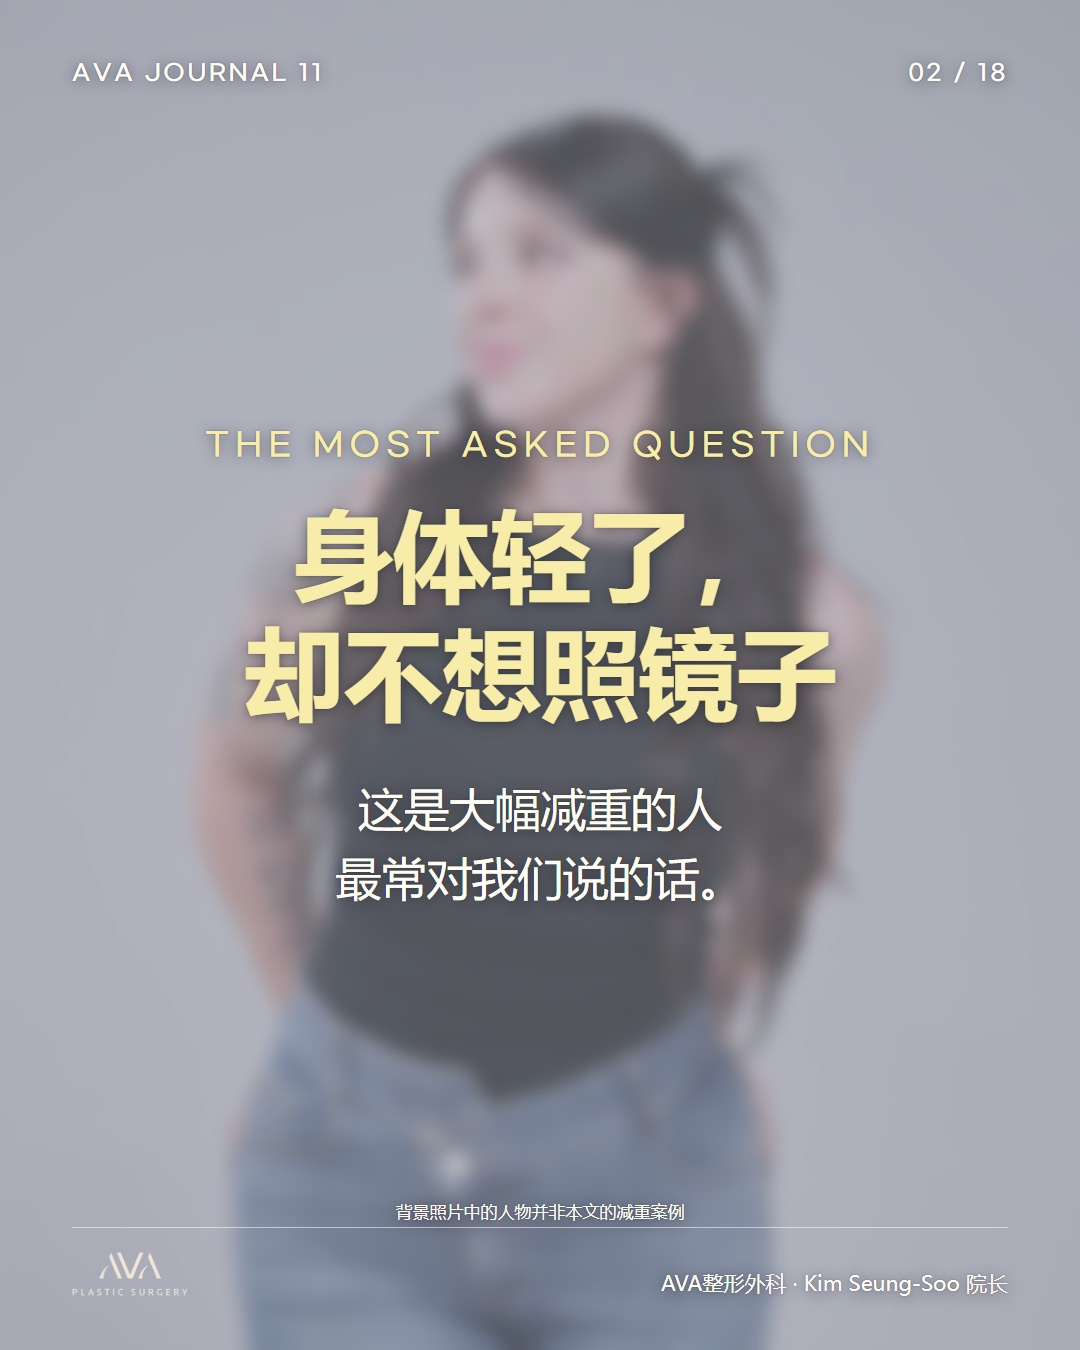 AVA JOURNAL 11
02 / 18
THE MOST ASKED QUESTION
身体轻了，
却不想照镜子
这是大幅减重的人
最常对我们说的话。
背景照片中的人物并非本文的减重案例
AVA
PLASTIC SURGERY
AVA整形外科 · Kim Seung-Soo 院长